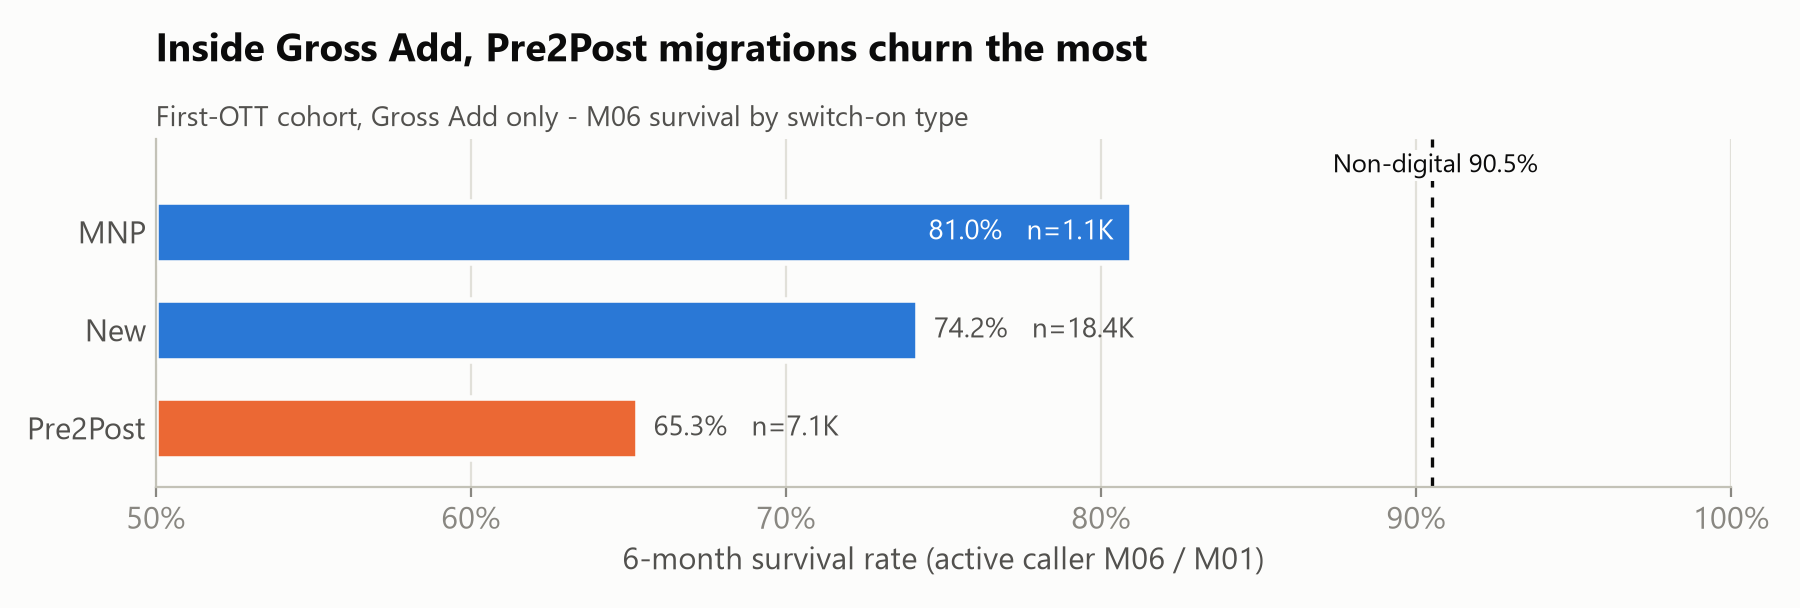 Inside Gross Add, Pre2Post migrations churn the most
First-OTT cohort, Gross Add only - M06 survival by switch-on type
Non-digital 90.5%
MNP
81.0% n=1.1K
New
74.2% n=18.4K
Pre2Post
65.3% n=7.1K
50% 60% 70% 80% 90% 100%
6-month survival rate (active caller M06 / M01)